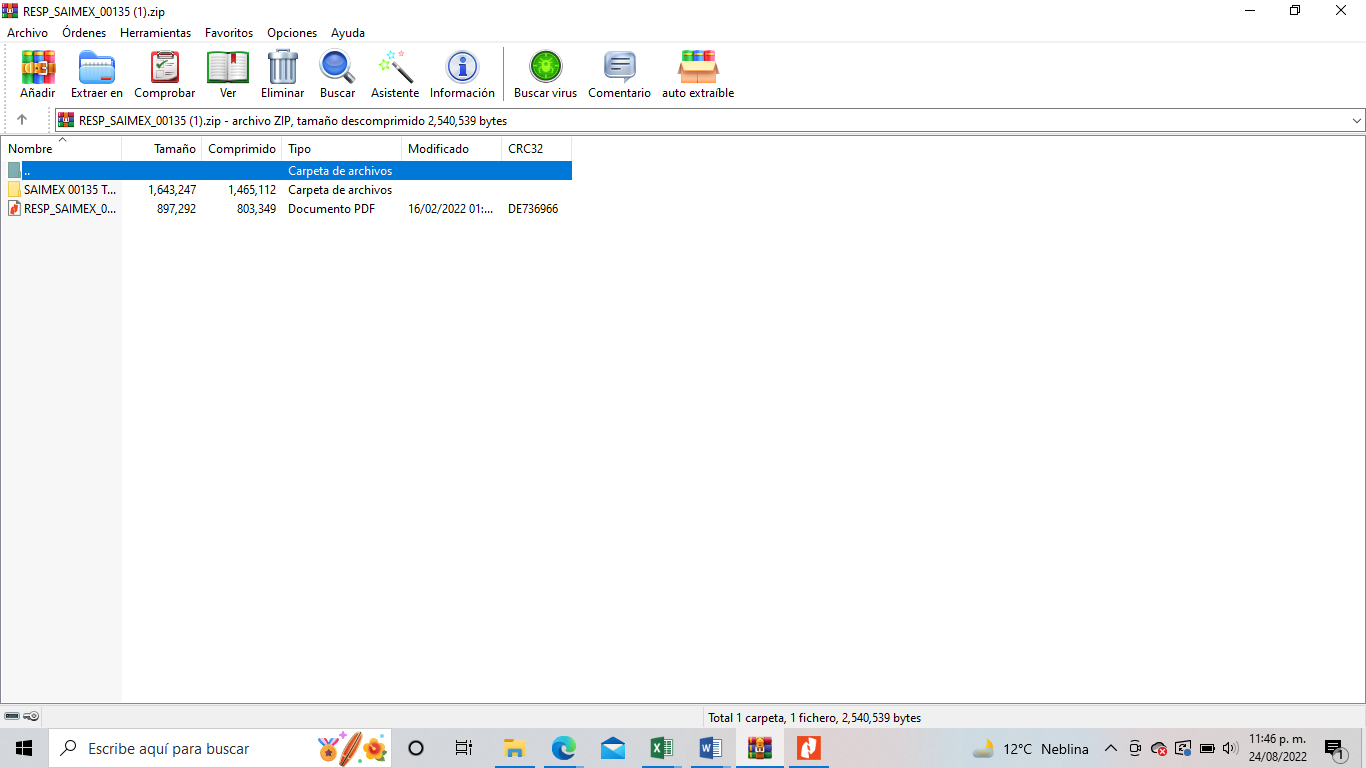 RESP_SAIMEX_00135 (1).zip
Archivo Órdenes Herramientas Favoritos Opciones Ayuda
Añadir Extraer en Comprobar Ver Eliminar Buscar Asistente Información Buscar virus Comentario auto extraíble
RESP_SAIMEX_00135 (1).zip - archivo ZIP, tamaño descomprimido 2,540,539 bytes
Nombre Tamaño Comprimido Tipo Modificado CRC32
.. Carpeta de archivos
SAIMEX 00135 T... 1,643,247 1,465,112 Carpeta de archivos
RESP_SAIMEX_0... 897,292 803,349 Documento PDF 16/02/2022 01:... DE736966
Total 1 carpeta, 1 fichero, 2,540,539 bytes
Escribe aquí para buscar 12°C Neblina 11:46 p. m.
24/08/2022
1